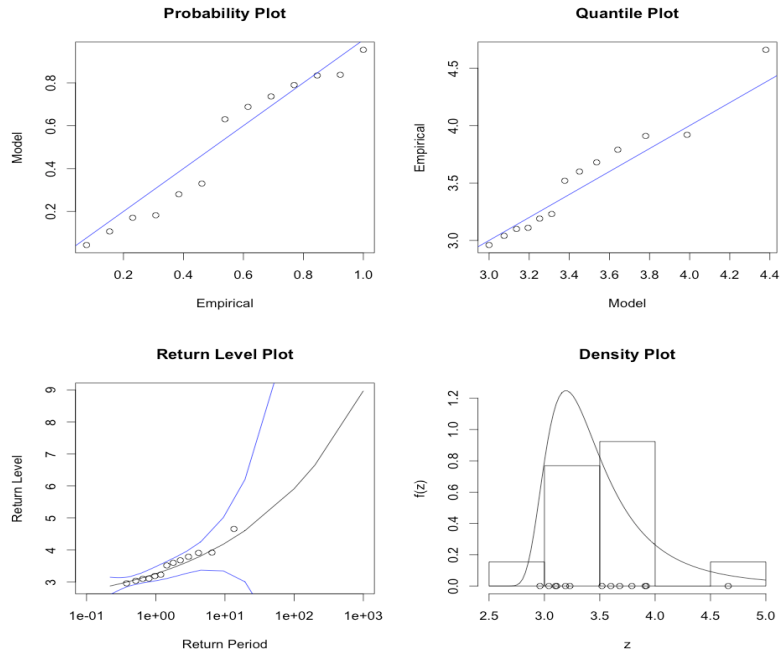 Probability Plot
Model
0.2 0.4 0.6 0.8
0.2 0.4 0.6 0.8 1.0
Empirical
Quantile Plot
Empirical
3.0 3.5 4.0 4.5
3.0 3.2 3.4 3.6 3.8 4.0 4.2 4.4
Model
Return Level Plot
Return Level
3 4 5 6 7 8 9
1e-01 1e+00 1e+01 1e+02 1e+03
Return Period
Density Plot
f(z)
0.0 0.2 0.4 0.6 0.8 1.0 1.2
2.5 3.0 3.5 4.0 4.5 5.0
z